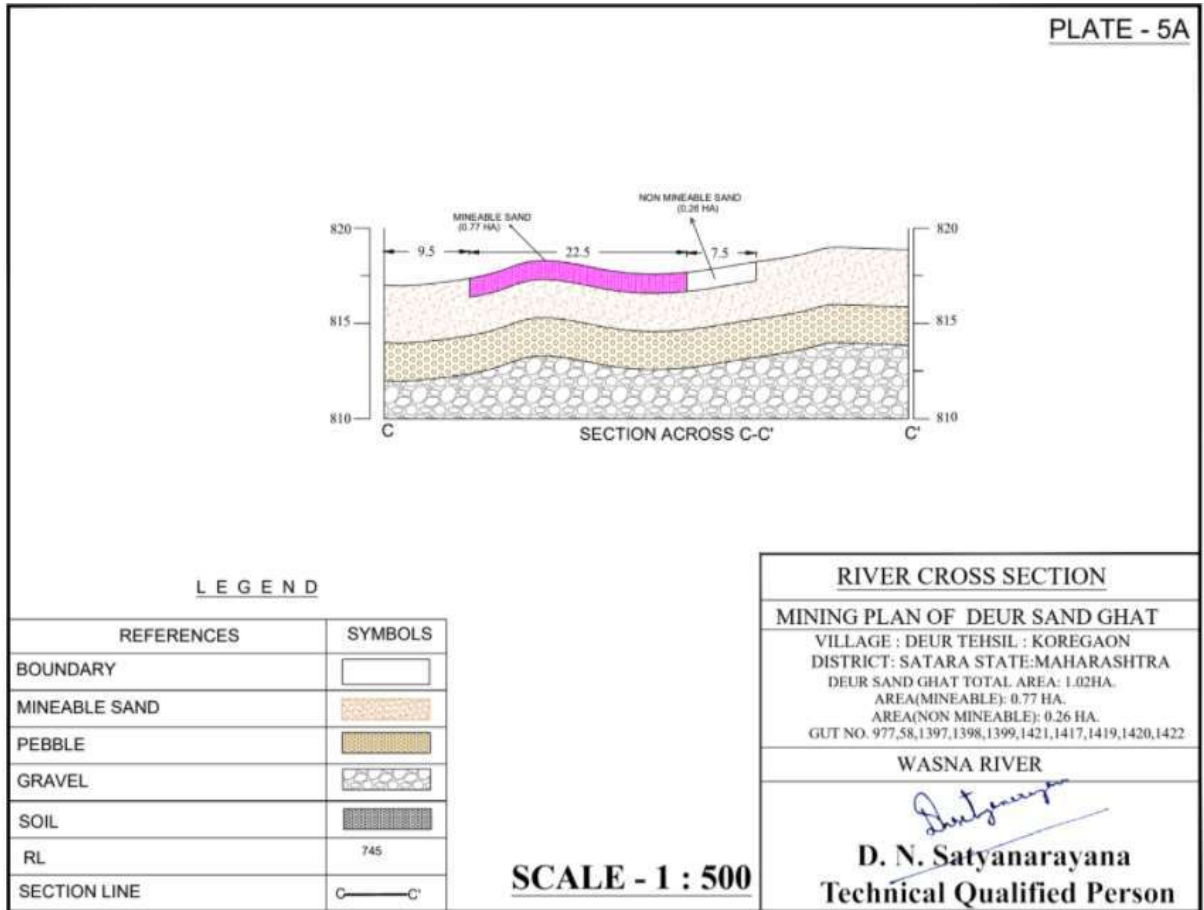 PLATE - 5A
NON MINEABLE SAND
(0.26 HA)
MINEABLE SAND
(0.77 HA)
820
820
9.5
22.5
7.5
815
815
810
810
C
SECTION ACROSS C-C'
C'
L E G E N D
REFERENCES SYMBOLS
BOUNDARY
MINEABLE SAND
PEBBLE
GRAVEL
SOIL
RL 745
SECTION LINE C C'
SCALE - 1 : 500
RIVER CROSS SECTION
MINING PLAN OF DEUR SAND GHAT
VILLAGE : DEUR TEHSIL : KOREGAON
DISTRICT: SATARA STATE:MAHARASHTRA
DEUR SAND GHAT TOTAL AREA: 1.02HA.
AREA(MINEABLE): 0.77 HA.
AREA(NON MINEABLE): 0.26 HA.
GUT NO. 977,58,1397,1398,1399,1421,1417,1419,1420,1422
WASNA RIVER
D. N. Satyanarayana
Technical Qualified Person